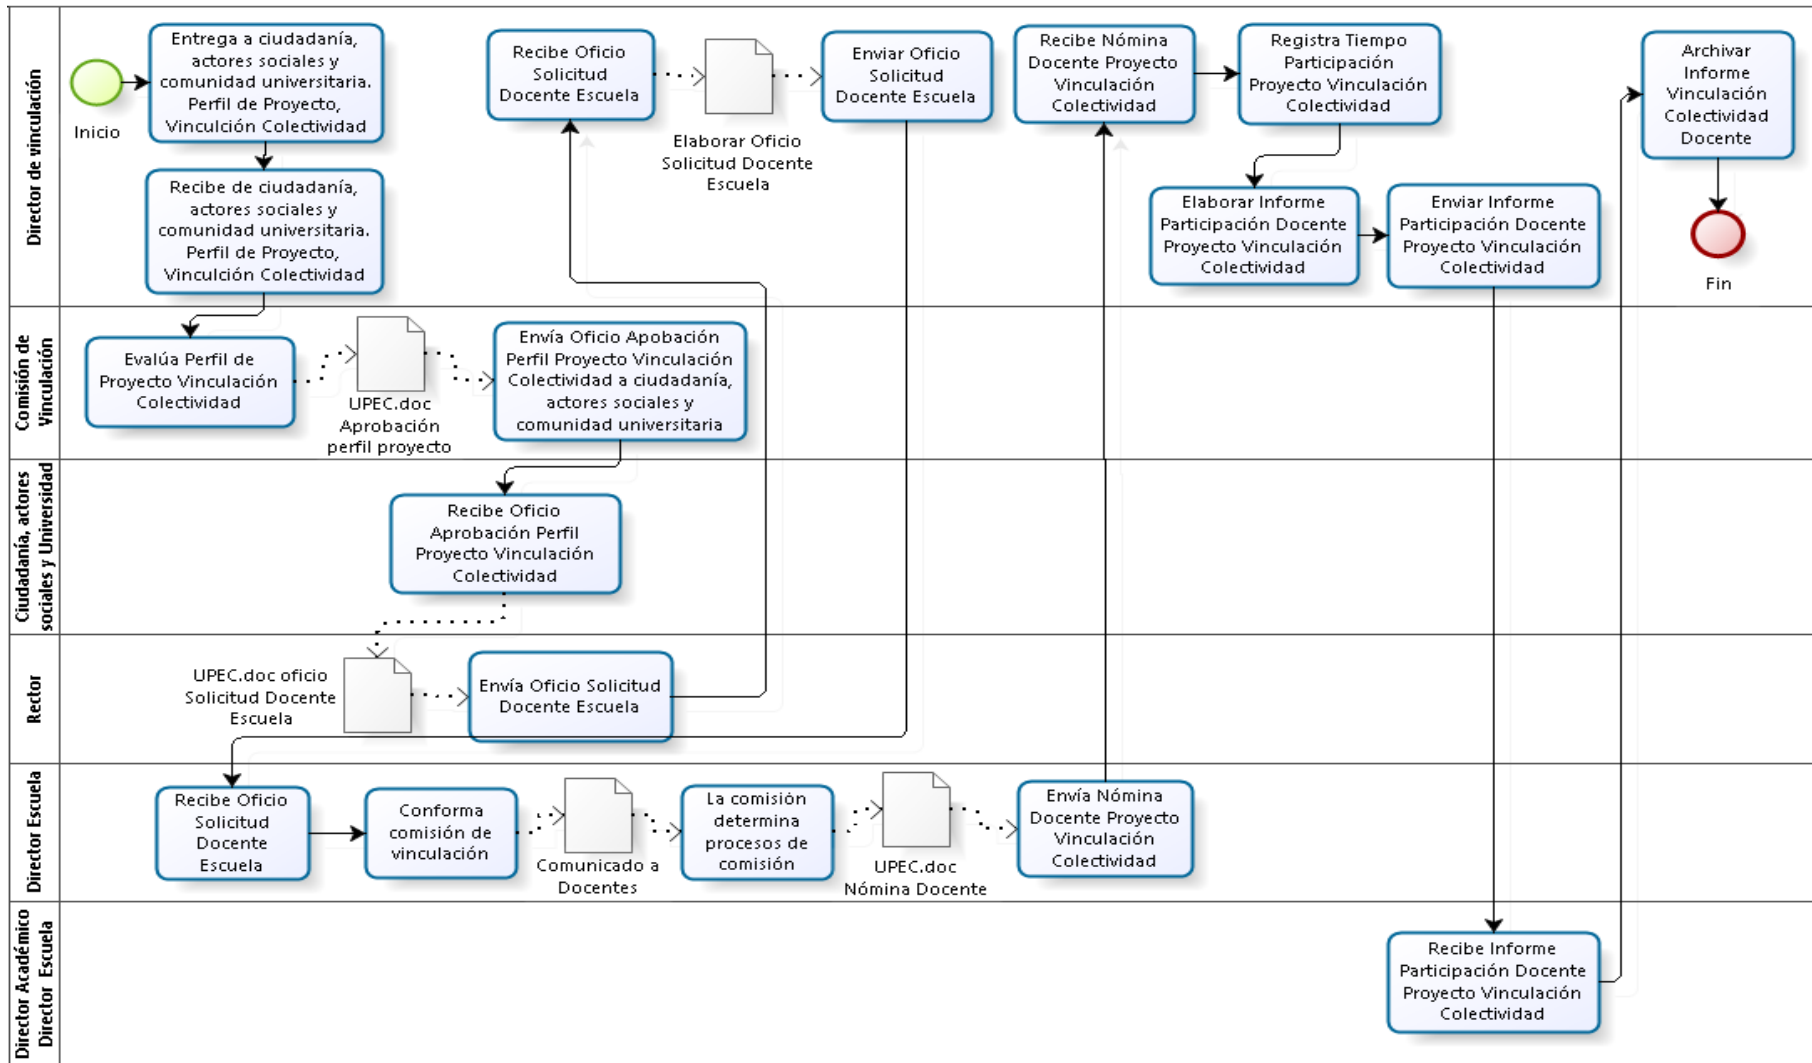 Director de vinculación
Inicio
Entrega a ciudadanía,
actores sociales y
comunidad universitaria.
Perfil de Proyecto,
Vinculción Colectividad
Recibe de ciudadanía,
actores sociales y
comunidad universitaria.
Perfil de Proyecto,
Vinculción Colectividad
Recibe Oficio
Solicitud
Docente Escuela
Elaborar Oficio
Solicitud Docente
Escuela
Enviar Oficio
Solicitud
Docente Escuela
Recibe Nómina
Docente Proyecto
Vinculación
Colectividad
Registra Tiempo
Participación
Proyecto Vinculación
Colectividad
Elaborar Informe
Participación Docente
Proyecto Vinculación
Colectividad
Enviar Informe
Participación Docente
Proyecto Vinculación
Colectividad
Archivar
Informe
Vinculación
Colectividad
Docente
Fin
Comisión de
Vinculación
Evalúa Perfil de
Proyecto Vinculación
Colectividad
UPEC.doc
Aprobación
perfil proyecto
Envía Oficio Apobación
Perfil Proyecto Vinculación
Colectividad a ciudadanía,
actores sociales y
comunidad universitaria
Ciudadanía, actores
sociales y Universidad
Recibe Oficio
Aprobación Perfil
Proyecto Vinculación
Colectividad
Rector
UPEC.doc oficio
Solicitud Docente
Escuela
Envía Oficio Solicitud
Docente Escuela
Director Escuela
Recibe Oficio
Solicitud
Docente
Escuela
Conforma
comisión de
vinculación
Comunicado a
Docentes
La comisión
determina
procesos de
comisión
UPEC.doc
Nómina Docente
Envía Nómina
Docente Proyecto
Vinculación
Colectividad
Director Académico
Director Escuela
Recibe Informe
Participación Docente
Proyecto Vinculación
Colectividad